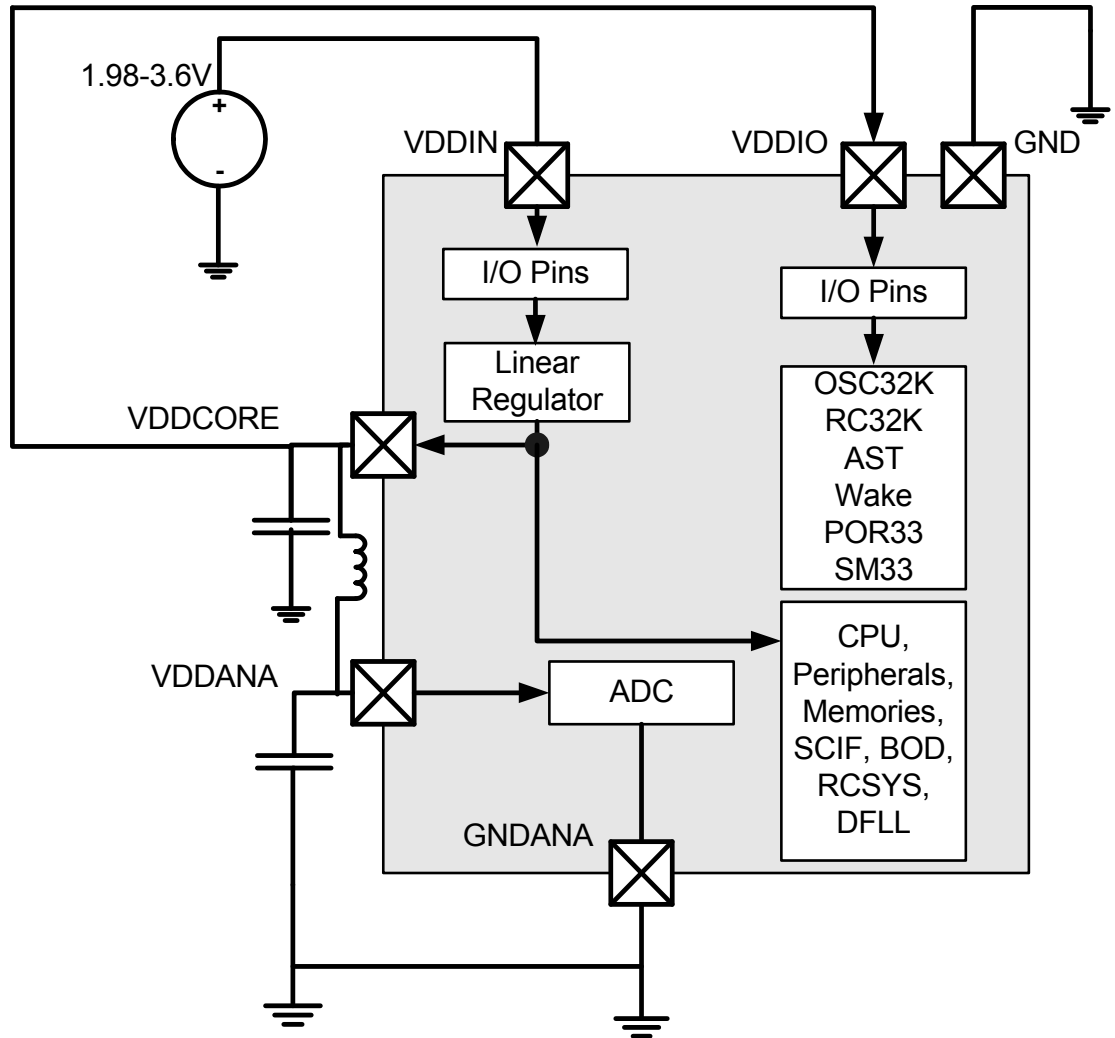 1.98-3.6V
+
-
VDDIN
VDDIO
GND
I/O Pins
I/O Pins
Linear
Regulator
OSC32K
RC32K
AST
Wake
POR33
SM33
VDDCORE
CPU,
Peripherals,
Memories,
SCIF, BOD,
RCSYS,
DFLL
VDDANA
ADC
GNDANA